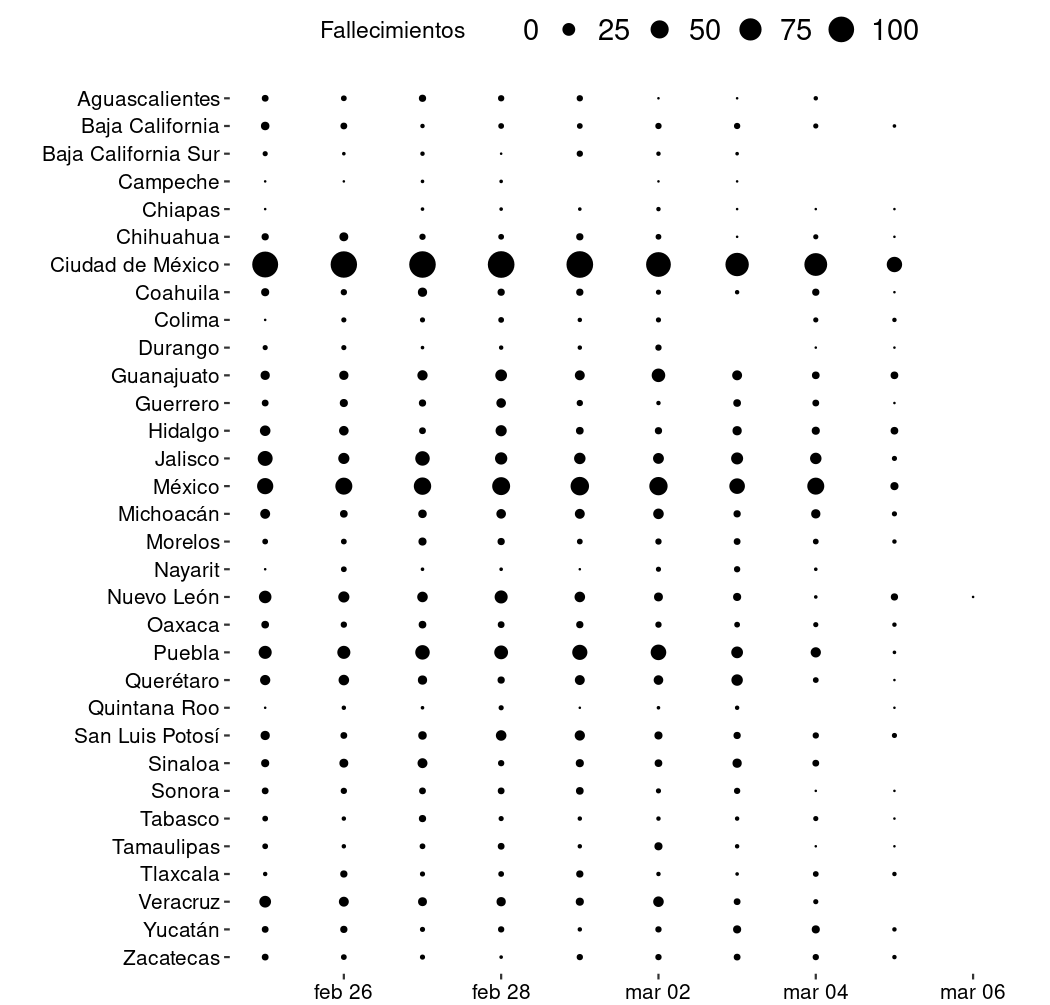 Fallecimientos 0 25 50 75 100
Aguascalientes
Baja California
Baja California Sur
Campeche
Chiapas
Chihuahua
Ciudad de México
Coahuila
Colima
Durango
Guanajuato
Guerrero
Hidalgo
Jalisco
México
Michoacán
Morelos
Nayarit
Nuevo León
Oaxaca
Puebla
Querétaro
Quintana Roo
San Luis Potosí
Sinaloa
Sonora
Tabasco
Tamaulipas
Tlaxcala
Veracruz
Yucatán
Zacatecas
feb 26 feb 28 mar 02 mar 04 mar 06